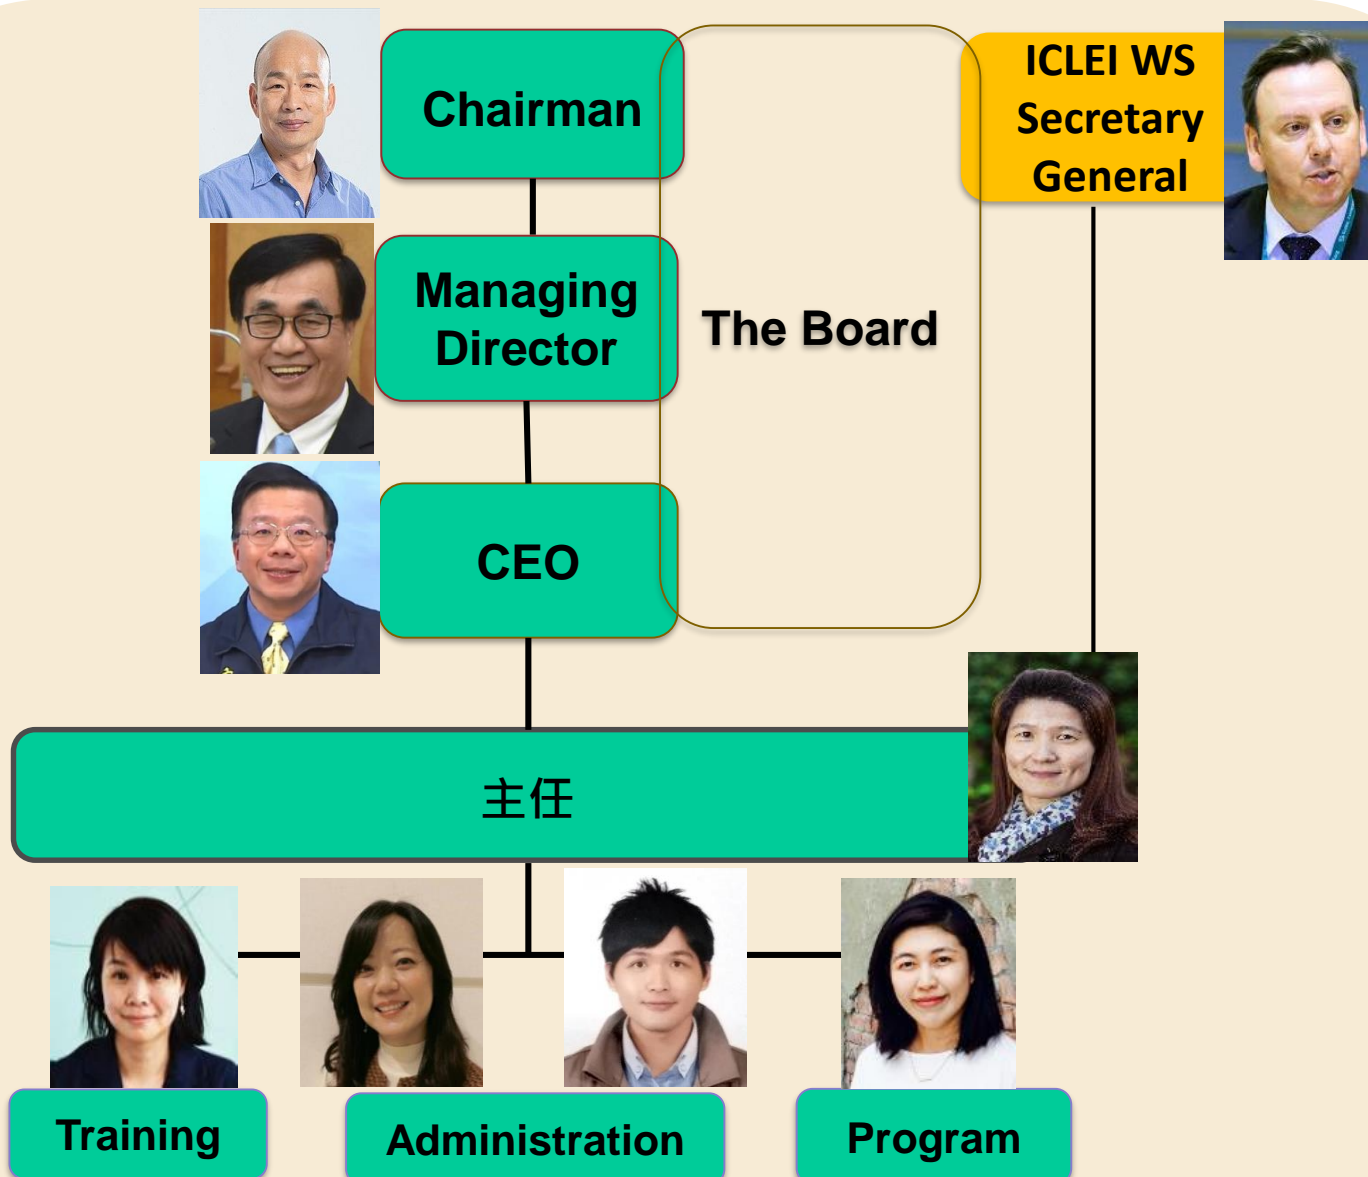 Chairman
ICLEI WS
Secretary
General
Managing
Director
The Board
CEO
主任
Training
Administration
Program